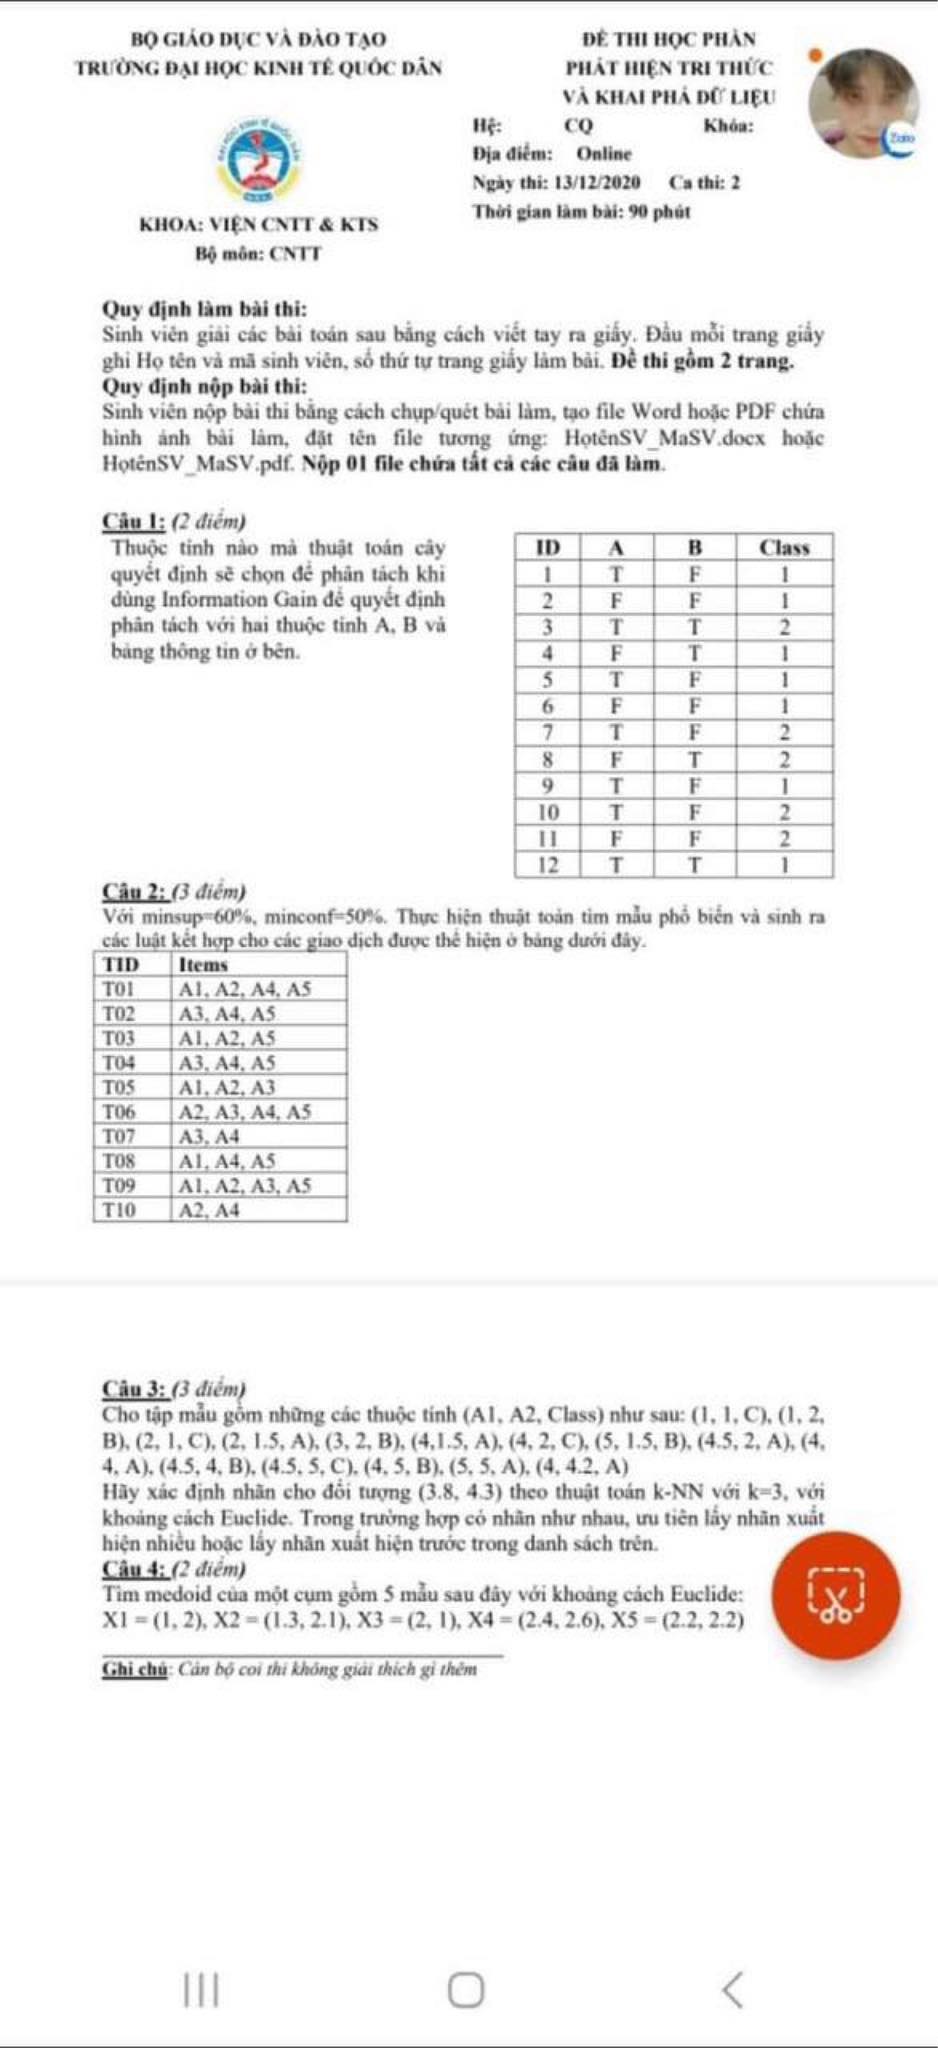 BỘ GIÁO DỤC VÀ ĐÀO TẠO
TRƯỜNG ĐẠI HỌC KINH TẾ QUỐC DÂN
KHOA: VIỆN CNTT & KTS
Bộ môn: CNTT
ĐỀ THI HỌC PHẦN
PHÁT HIỆN TRI THỨC
VÀ KHAI PHÁ DỮ LIỆU
Hệ: CQ Khóa:
Địa điểm: Online
Ngày thi: 13/12/2020 Ca thi: 2
Thời gian làm bài: 90 phút
Zalo
Quy định làm bài thi:
Sinh viên giải các bài toán sau bằng cách viết tay ra giấy. Đầu mỗi trang giấy
ghi Họ tên và mã sinh viên, số thứ tự trang giấy làm bài. Đề thi gồm 2 trang.
Quy định nộp bài thi:
Sinh viên nộp bài thi bằng cách chụp/quét bài làm, tạo file Word hoặc PDF chứa
hình ảnh bài làm, đặt tên file tương ứng: HọtênSV_MaSV.docx hoặc
HọtênSV_MaSV.pdf. Nộp 01 file chứa tất cả các câu đã làm.
Câu 1: (2 điểm)
Thuộc tính nào mà thuật toán cây
quyết định sẽ chọn để phân tách khi
dùng Information Gain để quyết định
phân tách với hai thuộc tính A, B và
bảng thông tin ở bên.
ID A B Class
1 T F 1
2 F F 1
3 T T 2
4 F T 1
5 T F 1
6 F F 1
7 T F 2
8 F T 2
9 T F 1
10 T F 2
11 F F 2
12 T T 1
Câu 2: (3 điểm)
Với minsup=60%, minconf=50%. Thực hiện thuật toán tìm mẫu phổ biến và sinh ra
các luật kết hợp cho các giao dịch được thể hiện ở bảng dưới đây.
TID Items
T01 A1, A2, A4, A5
T02 A3, A4, A5
T03 A1, A2, A5
T04 A3, A4, A5
T05 A1, A2, A3
T06 A2, A3, A4, A5
T07 A3, A4
T08 A1, A4, A5
T09 A1, A2, A3, A5
T10 A2, A4
Câu 3: (3 điểm)
Cho tập mẫu gồm những các thuộc tính (A1, A2, Class) như sau: (1, 1, C), (1, 2,
B), (2, 1, C), (2, 1.5, A), (3, 2, B), (4,1.5, A), (4, 2, C), (5, 1.5, B), (4.5, 2, A), (4,
4, A), (4.5, 4, B), (4.5, 5, C), (4, 5, B), (5, 5, A), (4, 4.2, A)
Hãy xác định nhãn cho đối tượng (3.8, 4.3) theo thuật toán k-NN với k=3, với
khoảng cách Euclide. Trong trường hợp có nhãn như nhau, ưu tiên lấy nhãn xuất
hiện nhiều hoặc lấy nhãn xuất hiện trước trong danh sách trên.
Câu 4: (2 điểm)
Tìm medoid của một cụm gồm 5 mẫu sau đây với khoảng cách Euclide:
X1 = (1, 2), X2 = (1.3, 2.1), X3 = (2, 1), X4 = (2.4, 2.6), X5 = (2.2, 2.2)
Ghi chú: Cán bộ coi thi không giải thích gì thêm